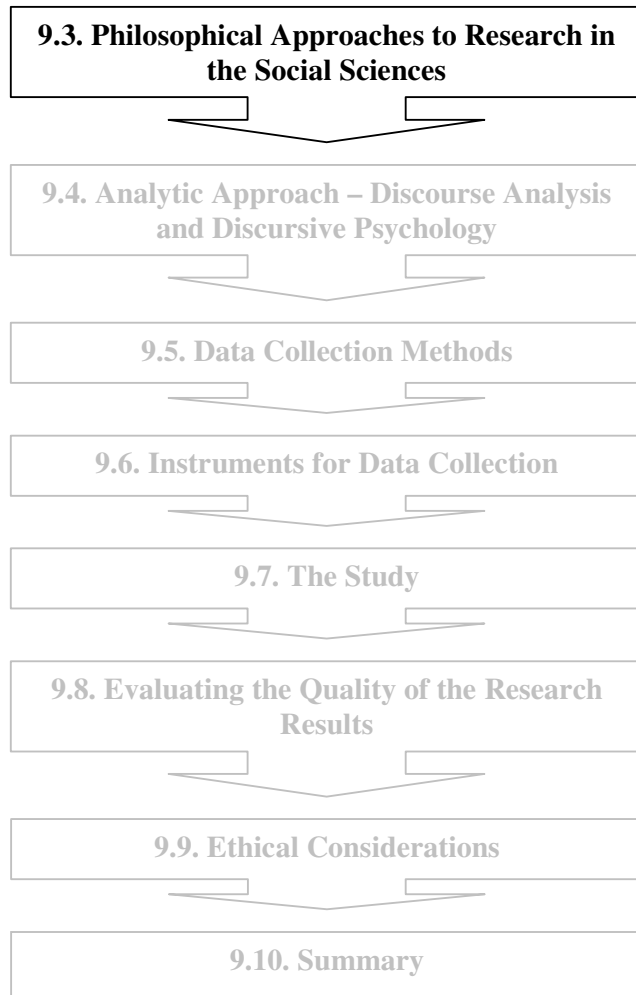 9.3. Philosophical Approaches to Research in
the Social Sciences
9.4. Analytic Approach – Discourse Analysis
and Discursive Psychology
9.5. Data Collection Methods
9.6. Instruments for Data Collection
9.7. The Study
9.8. Evaluating the Quality of the Research
Results
9.9. Ethical Considerations
9.10. Summary